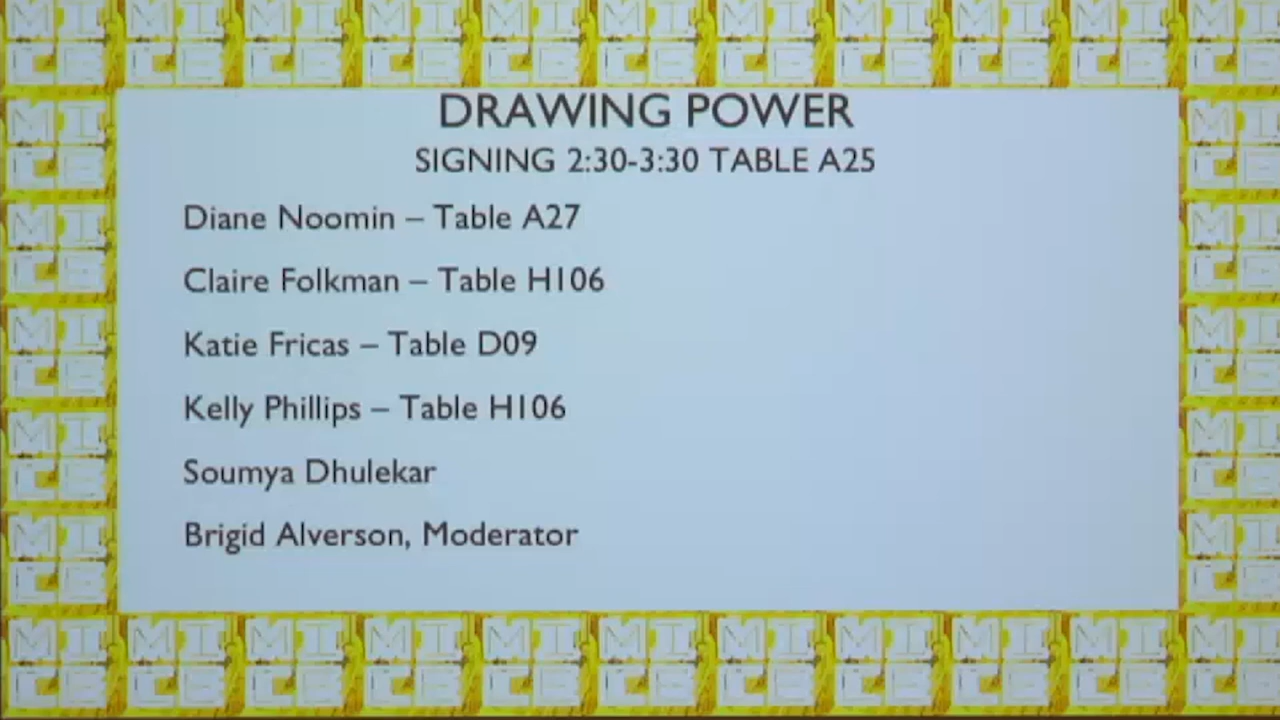 DRAWING POWER
SIGNING 2:30-3:30 TABLE A25
Diane Noomin – Table A27
Claire Folkman – Table H106
Katie Fricas – Table D09
Kelly Phillips – Table H106
Soumya Dhulekar
Brigid Alverson, Moderator